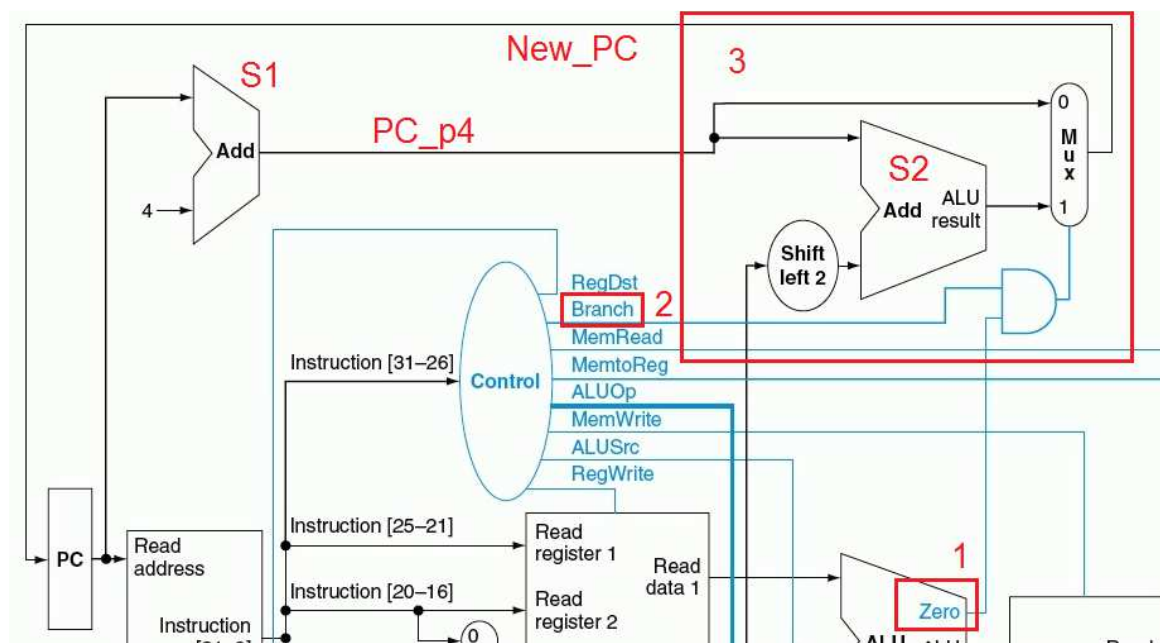 New_PC
3
S1
PC_p4
Add
4
0
M
u
x
1
S2
Add
ALU
result
Shift
left 2
RegDst
Branch
2
MemRead
MemtoReg
ALUOp
MemWrite
ALUSrc
RegWrite
Instruction [31–26]
Control
Instruction [25–21]
Instruction [20–16]
PC
Read
address
Instruction
Read
register 1
Read
register 2
Read
data 1
0
1
Zero